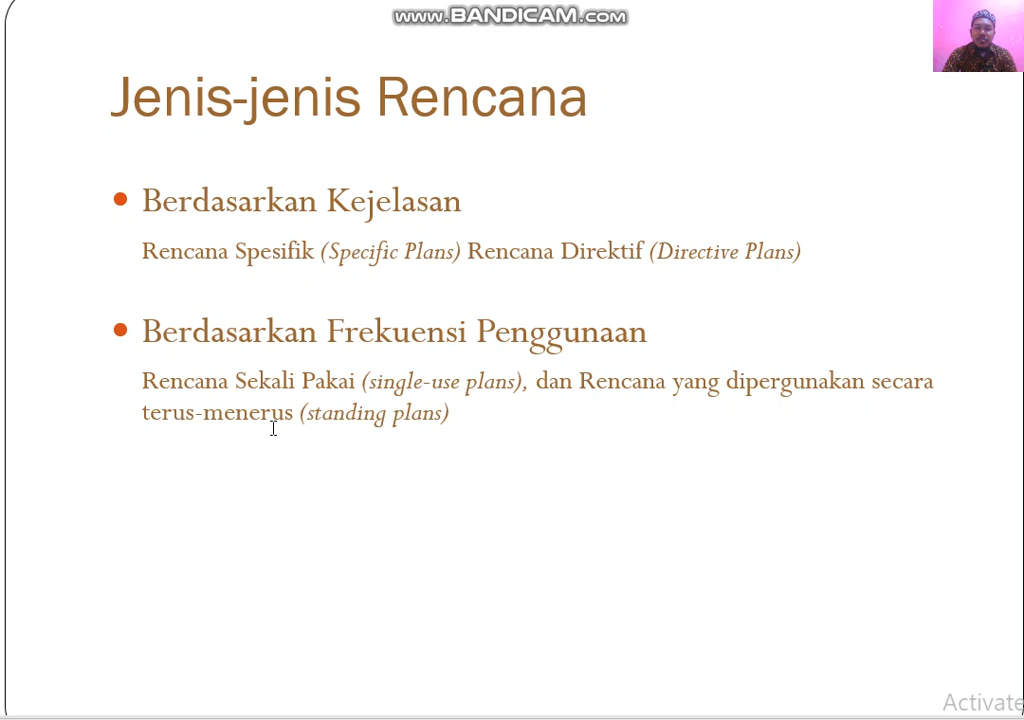 www.BANDICAM.com
Jenis-jenis Rencana
Berdasarkan Kejelasan
Rencana Spesifik (Specific Plans) Rencana Direktif (Directive Plans)
Berdasarkan Frekuensi Penggunaan
Rencana Sekali Pakai (single-use plans), dan Rencana yang dipergunakan secara
terus-menerus (standing plans)
Activate